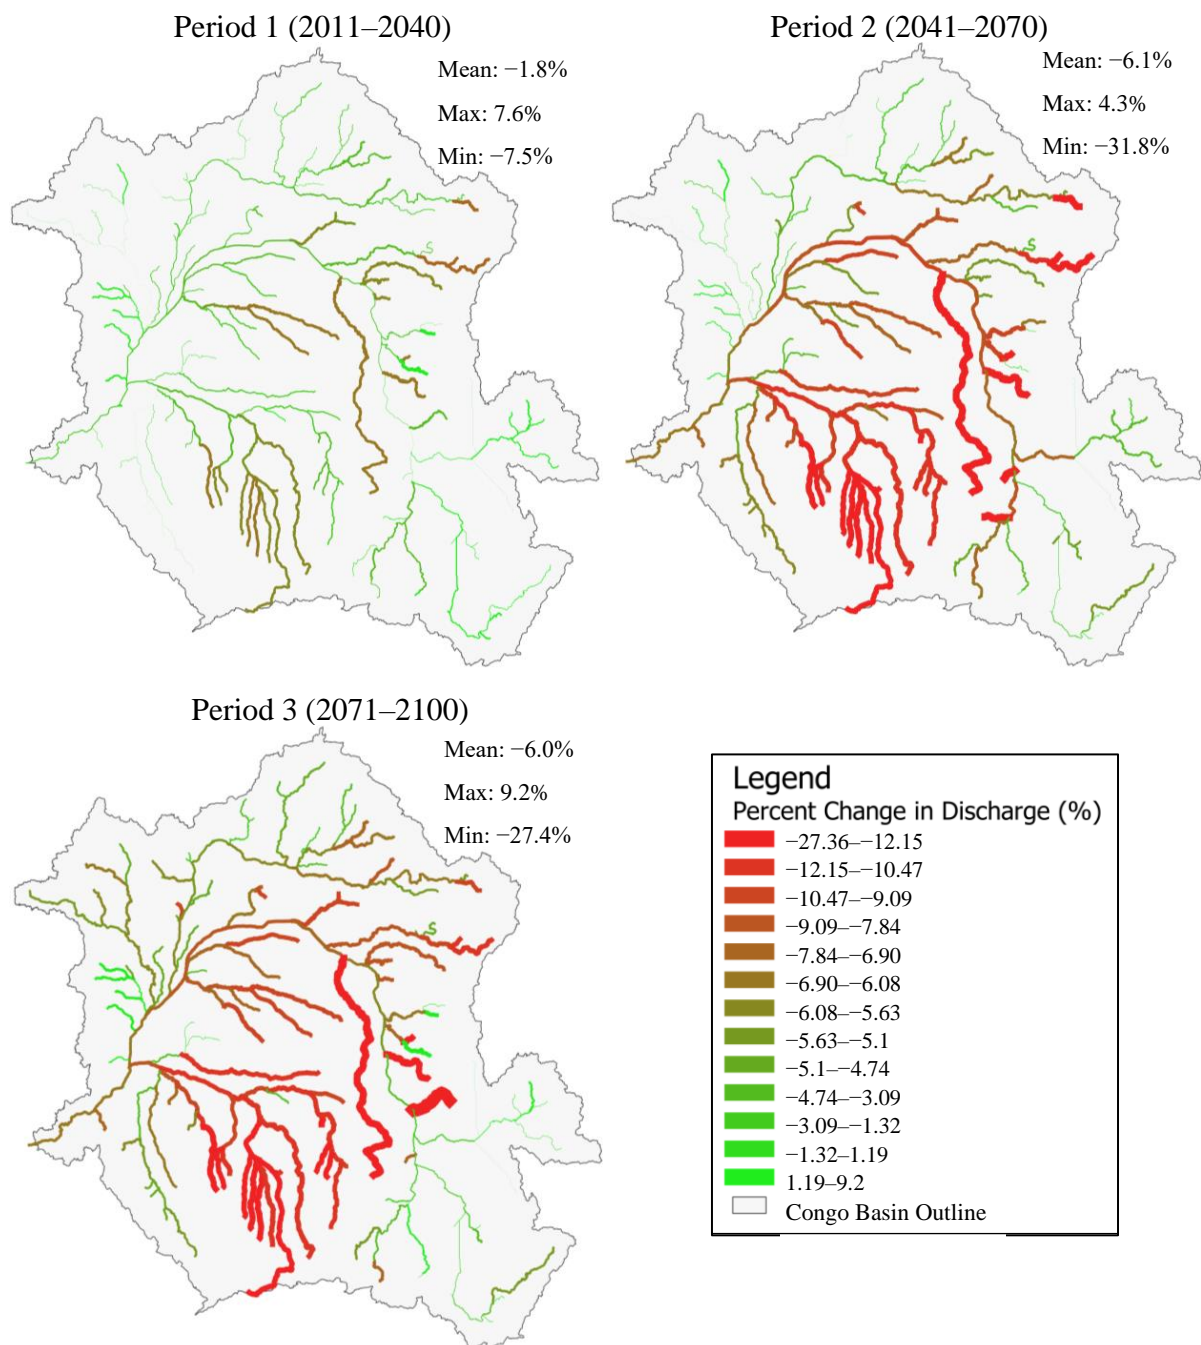 Period 1 (2011–2040)
Mean: −1.8%
Max: 7.6%
Min: −7.5%
Period 2 (2041–2070)
Mean: −6.1%
Max: 4.3%
Min: −31.8%
Period 3 (2071–2100)
Mean: −6.0%
Max: 9.2%
Min: −27.4%
Legend
Percent Change in Discharge (%)
−27.36–−12.15
−12.15–−10.47
−10.47–−9.09
−9.09–−7.84
−7.84–−6.90
−6.90–−6.08
−6.08–−5.63
−5.63–−5.1
−5.1–−4.74
−4.74–−3.09
−3.09–−1.32
−1.32–1.19
1.19–9.2
Congo Basin Outline